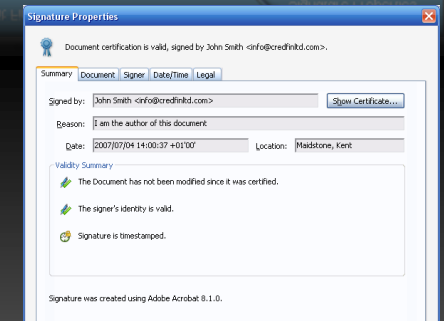 Signature Properties
Document certification is valid, signed by John Smith <info@credfinltd.com>.
Summary Document Signer Date/Time Legal
Signed by: John Smith <info@credfinltd.com> Show Certificate...
Reason: I am the author of this document
Date: 2007/07/04 14:00:37 +01'00' Location: Maidstone, Kent
Validity Summary
The Document has not been modified since it was certified.
The signer's identity is valid.
Signature is timestamped.
Signature was created using Adobe Acrobat 8.1.0.